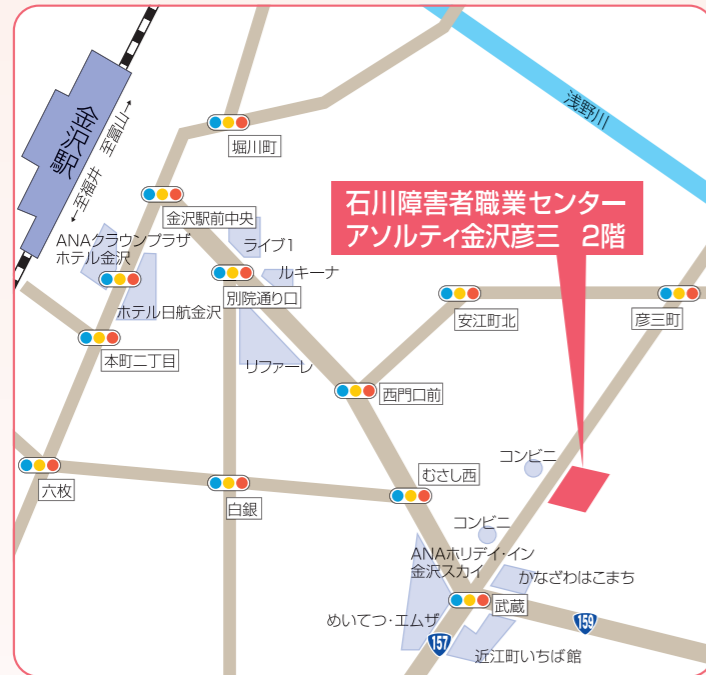 浅野川
金沢駅
至富山→
←至福井
堀川町
石川障害者職業センター
アソルティ金沢彦三 2階
金沢駅前中央
ライブ1
ANAクラウンプラザ
ホテル金沢
ルキーナ
別院通り口
ホテル日航金沢
安江町北
彦三町
本町二丁目
リファーレ
西門口前
コンビニ
むさし西
六枚
白銀
コンビニ
ANAホリデイ・イン
金沢スカイ
かなざわはこまち
武蔵
めいてつ・エムザ
159
157
近江町いちば館